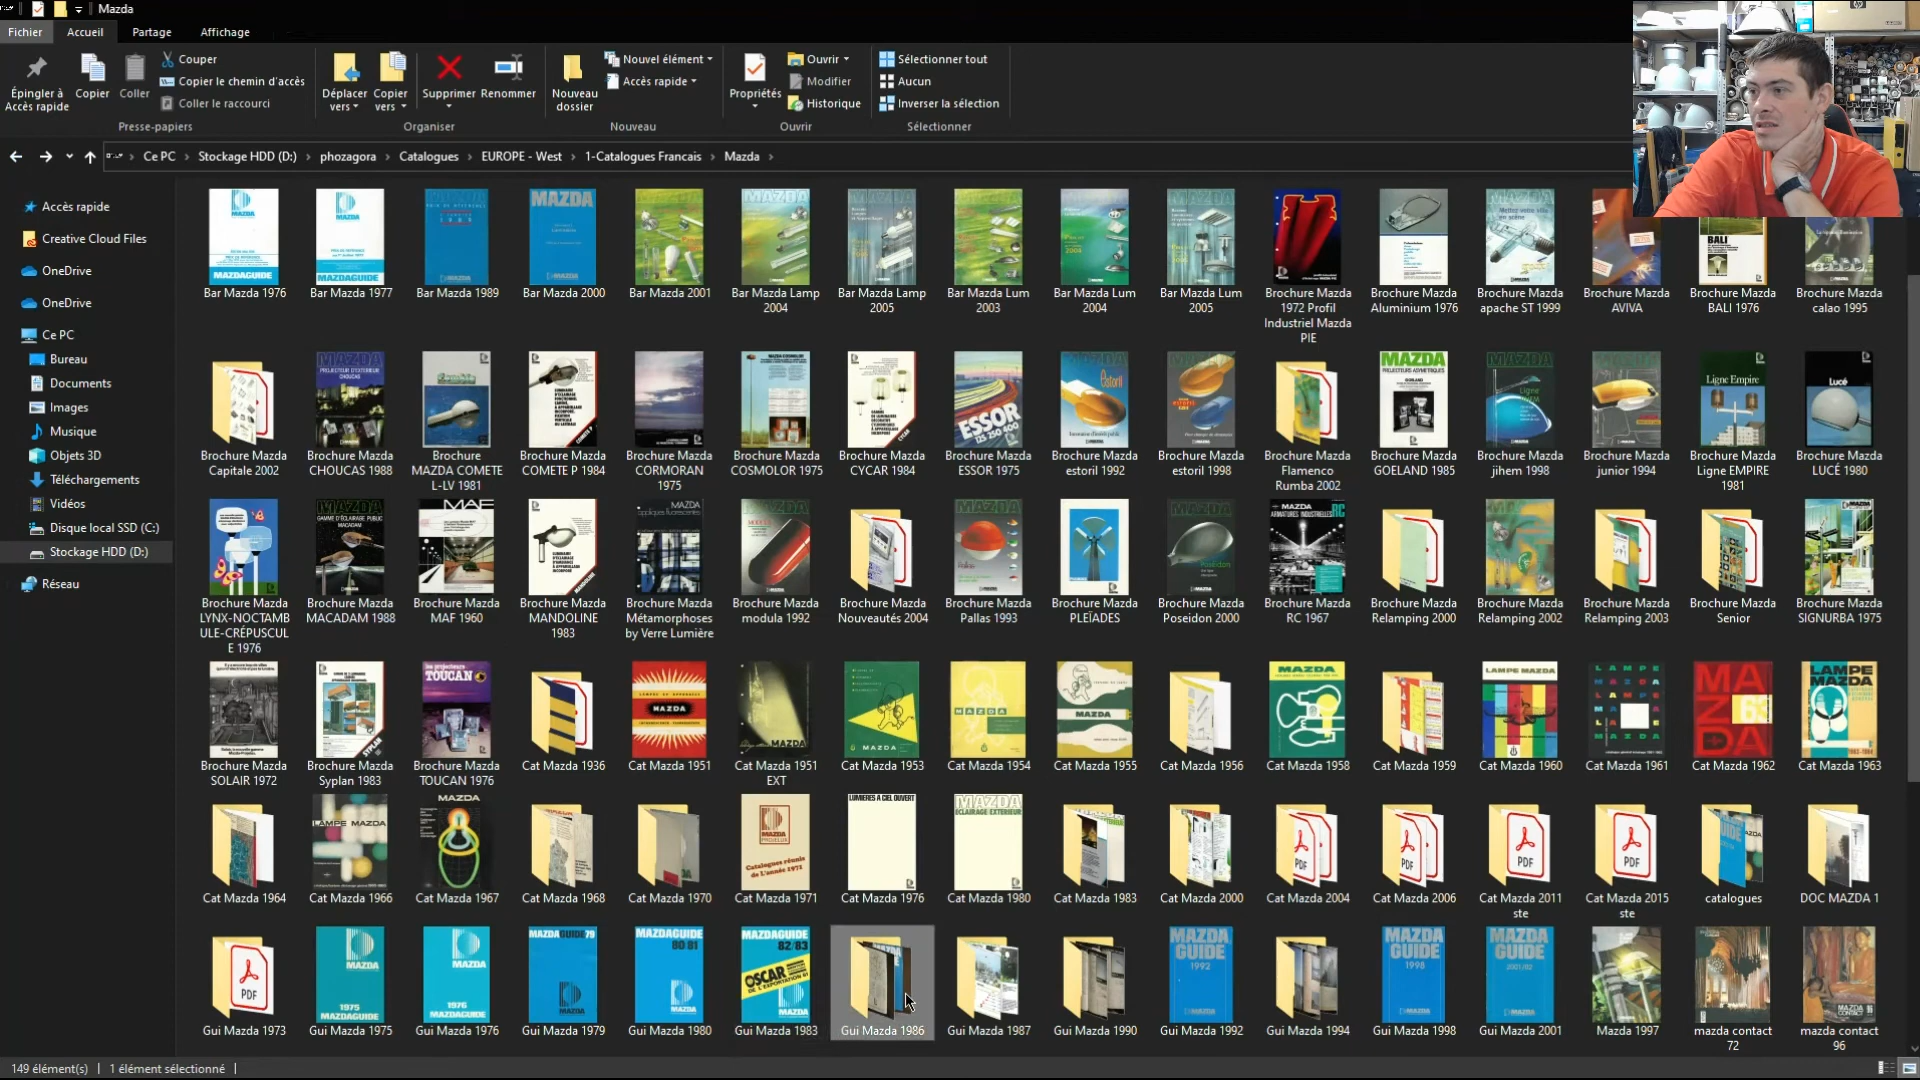 Mazda
Fichier
Accueil
Partage
Affichage
Épingler à
Accès rapide
Copier
Coller
Couper
Copier le chemin d'accès
Coller le raccourci
Presse-papiers
Déplacer
vers
Copier
vers
Supprimer
Renommer
Organiser
Nouveau
dossier
Nouvel élément
Accès rapide
Nouveau
Propriétés
Ouvrir
Modifier
Historique
Ouvrir
Sélectionner tout
Aucun
Inverser la sélection
Sélectionner
Ce PC › Stockage HDD (D:) › phozagora › Catalogues › EUROPE - West › 1-Catalogues Francais › Mazda ›
Accès rapide
Creative Cloud Files
OneDrive
OneDrive
Ce PC
Bureau
Documents
Images
Musique
Objets 3D
Téléchargements
Vidéos
Disque local SSD (C:)
Stockage HDD (D:)
Réseau
Bar Mazda 1976
Bar Mazda 1977
Bar Mazda 1989
Bar Mazda 2000
Bar Mazda 2001
Bar Mazda Lamp
2004
Bar Mazda Lamp
2005
Bar Mazda Lum
2003
Bar Mazda Lum
2004
Bar Mazda Lum
2005
Brochure Mazda
1972 Profil
Industriel Mazda
PIE
Brochure Mazda
Aluminium 1976
Brochure Mazda
apache ST 1999
Brochure Mazda
AVIVA
Brochure Mazda
BALI 1976
Brochure Mazda
calao 1995
Brochure Mazda
Capitale 2002
Brochure Mazda
CHOUCAS 1988
Brochure
MAZDA COMETE
L-LV 1981
Brochure Mazda
COMETE P 1984
Brochure Mazda
CORMORAN
1975
Brochure Mazda
COSMOLOR 1975
Brochure Mazda
CYCAR 1984
Brochure Mazda
ESSOR 1975
Brochure Mazda
estoril 1992
Brochure Mazda
estoril 1998
Brochure Mazda
Flamenco
Rumba 2002
Brochure Mazda
GOELAND 1985
Brochure Mazda
jihem 1998
Brochure Mazda
junior 1994
Brochure Mazda
Ligne EMPIRE
1981
Brochure Mazda
LUCÉ 1980
Brochure Mazda
LYNX-NOCTAMB
ULE-CRÉPUSCUL
E 1976
Brochure Mazda
MACADAM 1988
Brochure Mazda
MAF 1960
Brochure Mazda
MANDOLINE
1983
Brochure Mazda
Métamorphoses
by Verre Lumière
Brochure Mazda
modula 1992
Brochure Mazda
Nouveautés 2004
Brochure Mazda
Pallas 1993
Brochure Mazda
PLEÏADES
Brochure Mazda
Poseidon 2000
Brochure Mazda
RC 1967
Brochure Mazda
Relamping 2000
Brochure Mazda
Relamping 2002
Brochure Mazda
Relamping 2003
Brochure Mazda
Senior
Brochure Mazda
SIGNURBA 1975
Brochure Mazda
SOLAIR 1972
Brochure Mazda
Syplan 1983
Brochure Mazda
TOUCAN 1976
Cat Mazda 1936
Cat Mazda 1951
Cat Mazda 1951
EXT
Cat Mazda 1953
Cat Mazda 1954
Cat Mazda 1955
Cat Mazda 1956
Cat Mazda 1958
Cat Mazda 1959
Cat Mazda 1960
Cat Mazda 1961
Cat Mazda 1962
Cat Mazda 1963
Cat Mazda 1964
Cat Mazda 1966
Cat Mazda 1967
Cat Mazda 1968
Cat Mazda 1970
Cat Mazda 1971
Cat Mazda 1976
Cat Mazda 1980
Cat Mazda 1983
Cat Mazda 2000
Cat Mazda 2004
Cat Mazda 2006
Cat Mazda 2011
ste
Cat Mazda 2015
ste
catalogues
DOC MAZDA 1
Gui Mazda 1973
Gui Mazda 1975
Gui Mazda 1976
Gui Mazda 1979
Gui Mazda 1980
Gui Mazda 1983
Gui Mazda 1986
Gui Mazda 1987
Gui Mazda 1990
Gui Mazda 1992
Gui Mazda 1994
Gui Mazda 1998
Gui Mazda 2001
Mazda 1997
mazda contact
72
mazda contact
96
149 élément(s)
1 élément sélectionné